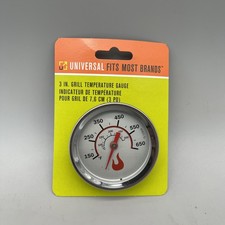 UNIVERSAL FITS MOST BRANDS
3 IN. GRILL TEMPERATURE GAUGE
INDICATEUR DE TEMPÉRATURE
POUR GRIL DE 7,6 CM (3 PO)
450
350
550
250
650
150